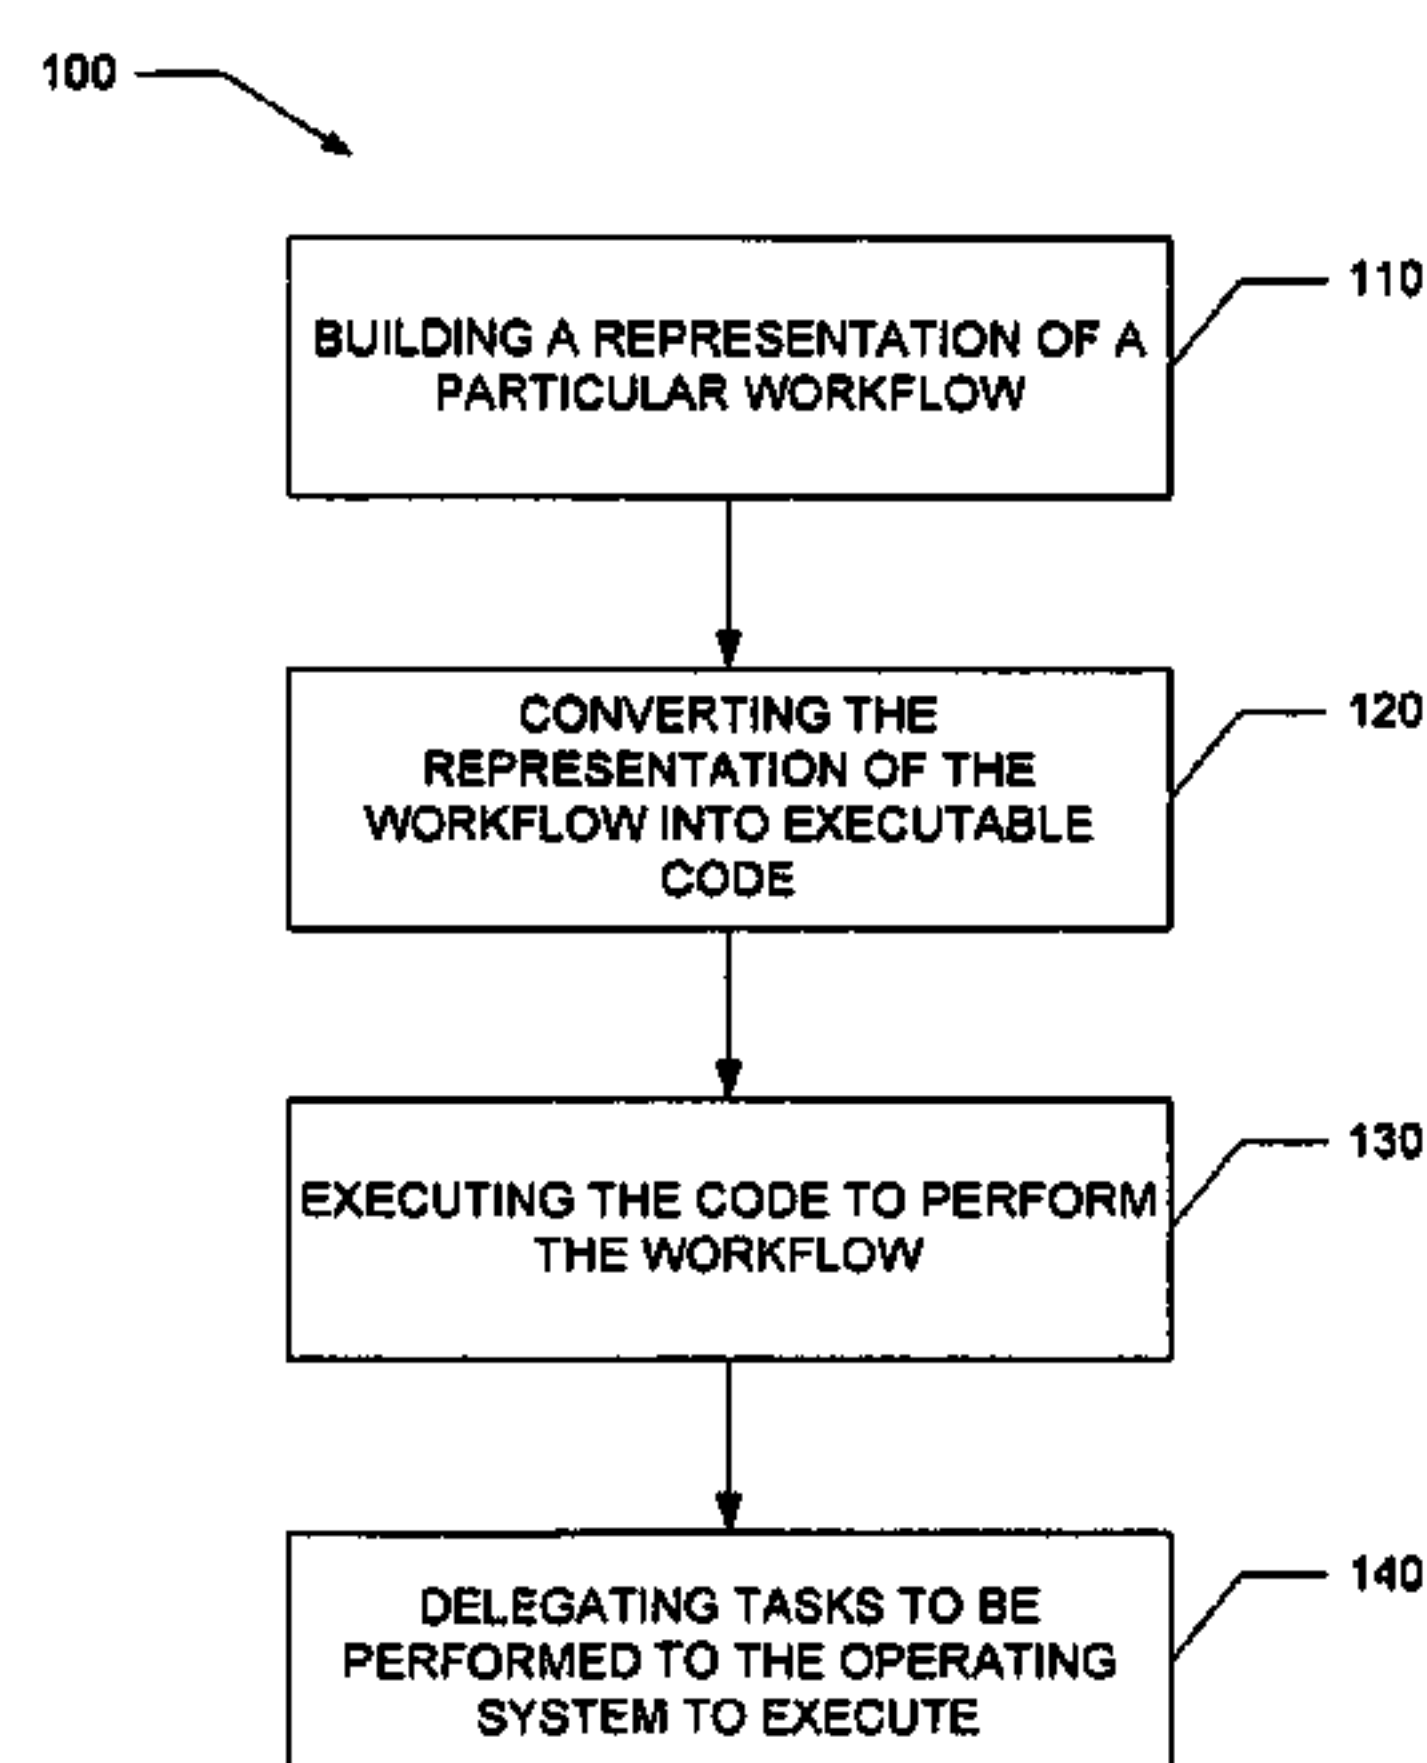 100
110
BUILDING A REPRESENTATION OF A
PARTICULAR WORKFLOW
120
CONVERTING THE
REPRESENTATION OF THE
WORKFLOW INTO EXECUTABLE
CODE
130
EXECUTING THE CODE TO PERFORM
THE WORKFLOW
140
DELEGATING TASKS TO BE
PERFORMED TO THE OPERATING
SYSTEM TO EXECUTE